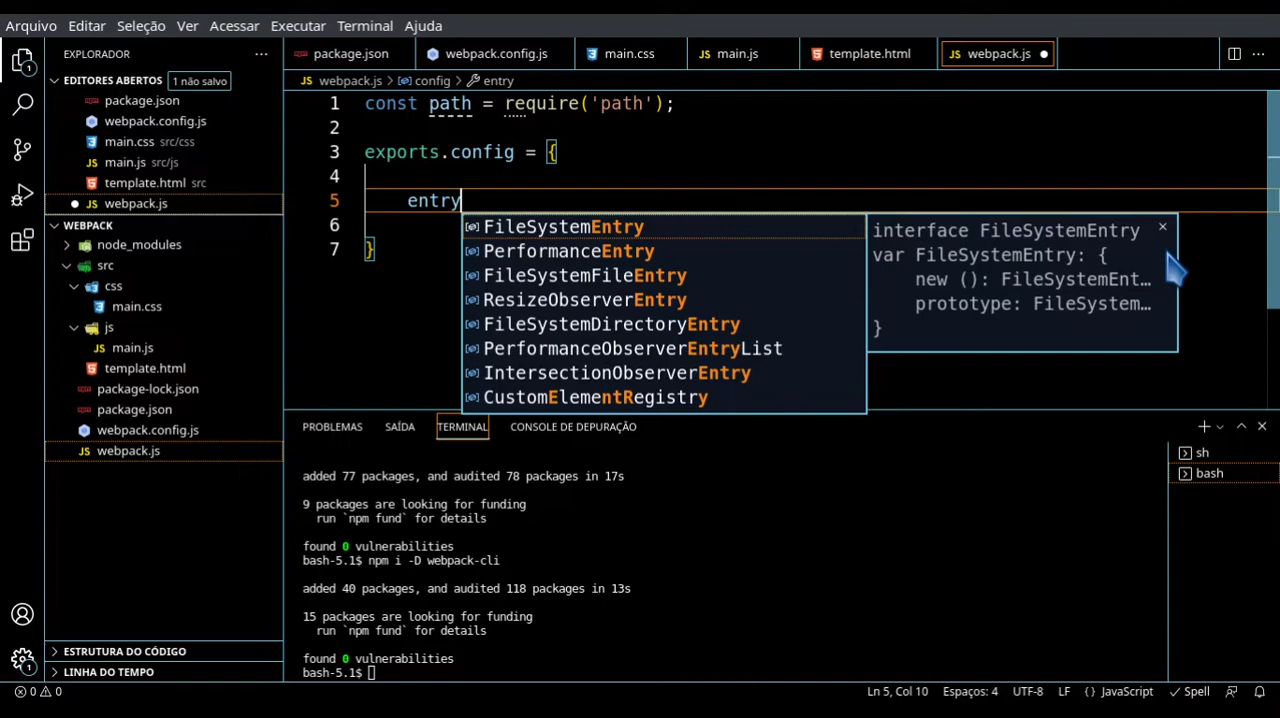 Arquivo Editar Seleção Ver Acessar Executar Terminal Ajuda
EXPLORADOR
EDITORES ABERTOS 1 não salvo
package.json
webpack.config.js
main.css src/css
main.js src/js
template.html src
webpack.js
WEBPACK
node_modules
src
css
main.css
js
main.js
template.html
package-lock.json
package.json
webpack.config.js
webpack.js
ESTRUTURA DO CÓDIGO
LINHA DO TEMPO
package.json webpack.config.js main.css main.js template.html webpack.js
webpack.js > config > entry
1 const path = require('path');
2
3 exports.config = {
4
5 entry
6
7 }
FileSystemEntry
PerformanceEntry
FileSystemFileEntry
ResizeObserverEntry
FileSystemDirectoryEntry
PerformanceObserverEntryList
IntersectionObserverEntry
CustomElementRegistry
interface FileSystemEntry
var FileSystemEntry: {
new (): FileSystemEnt…
prototype: FileSystem…
}
PROBLEMAS SAÍDA TERMINAL CONSOLE DE DEPURAÇÃO
added 77 packages, and audited 78 packages in 17s
9 packages are looking for funding
run `npm fund` for details
found 0 vulnerabilities
bash-5.1$ npm i -D webpack-cli
added 40 packages, and audited 118 packages in 13s
15 packages are looking for funding
run `npm fund` for details
found 0 vulnerabilities
bash-5.1$
sh
bash
0 0 Ln 5, Col 10 Espaços: 4 UTF-8 LF {} JavaScript Spell